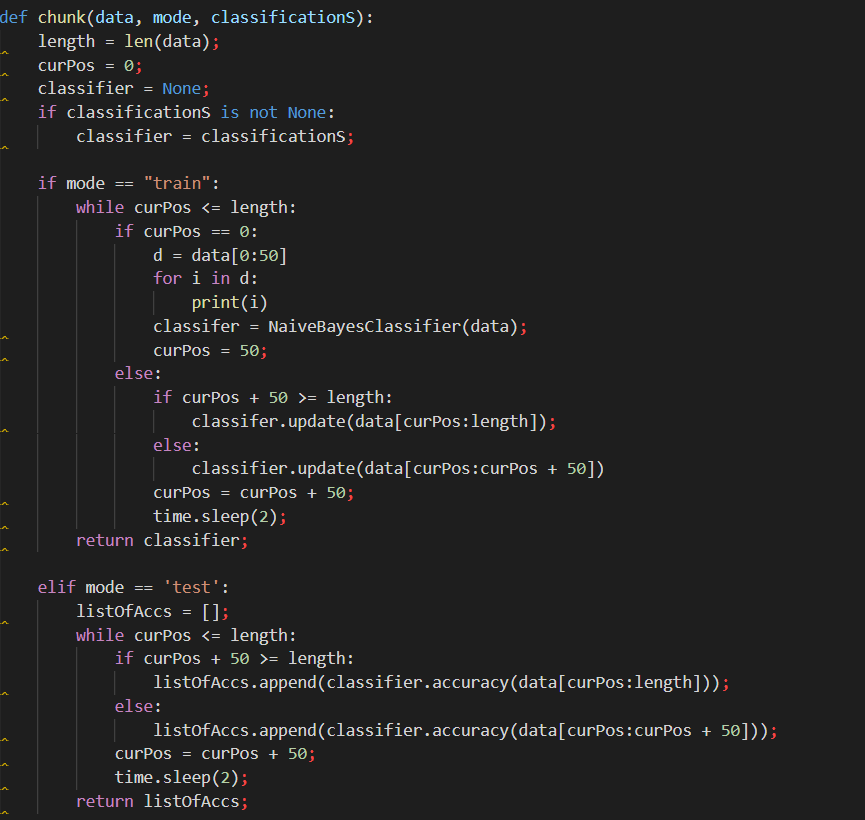 def chunk(data, mode, classificationS):
    length = len(data);
    curPos = 0;
    classifier = None;
    if classificationS is not None:
        classifier = classificationS;

    if mode == "train":
        while curPos <= length:
            if curPos == 0:
                d = data[0:50]
                for i in d:
                    print(i)
                classifer = NaiveBayesClassifier(data);
                curPos = 50;
            else:
                if curPos + 50 >= length:
                    classifer.update(data[curPos:length]);
                else:
                    classifier.update(data[curPos:curPos + 50])
                curPos = curPos + 50;
                time.sleep(2);
        return classifier;

    elif mode == 'test':
        listOfAccs = [];
        while curPos <= length:
            if curPos + 50 >= length:
                listOfAccs.append(classifier.accuracy(data[curPos:length]));
            else:
                listOfAccs.append(classifier.accuracy(data[curPos:curPos + 50]));
            curPos = curPos + 50;
            time.sleep(2);
        return listOfAccs;